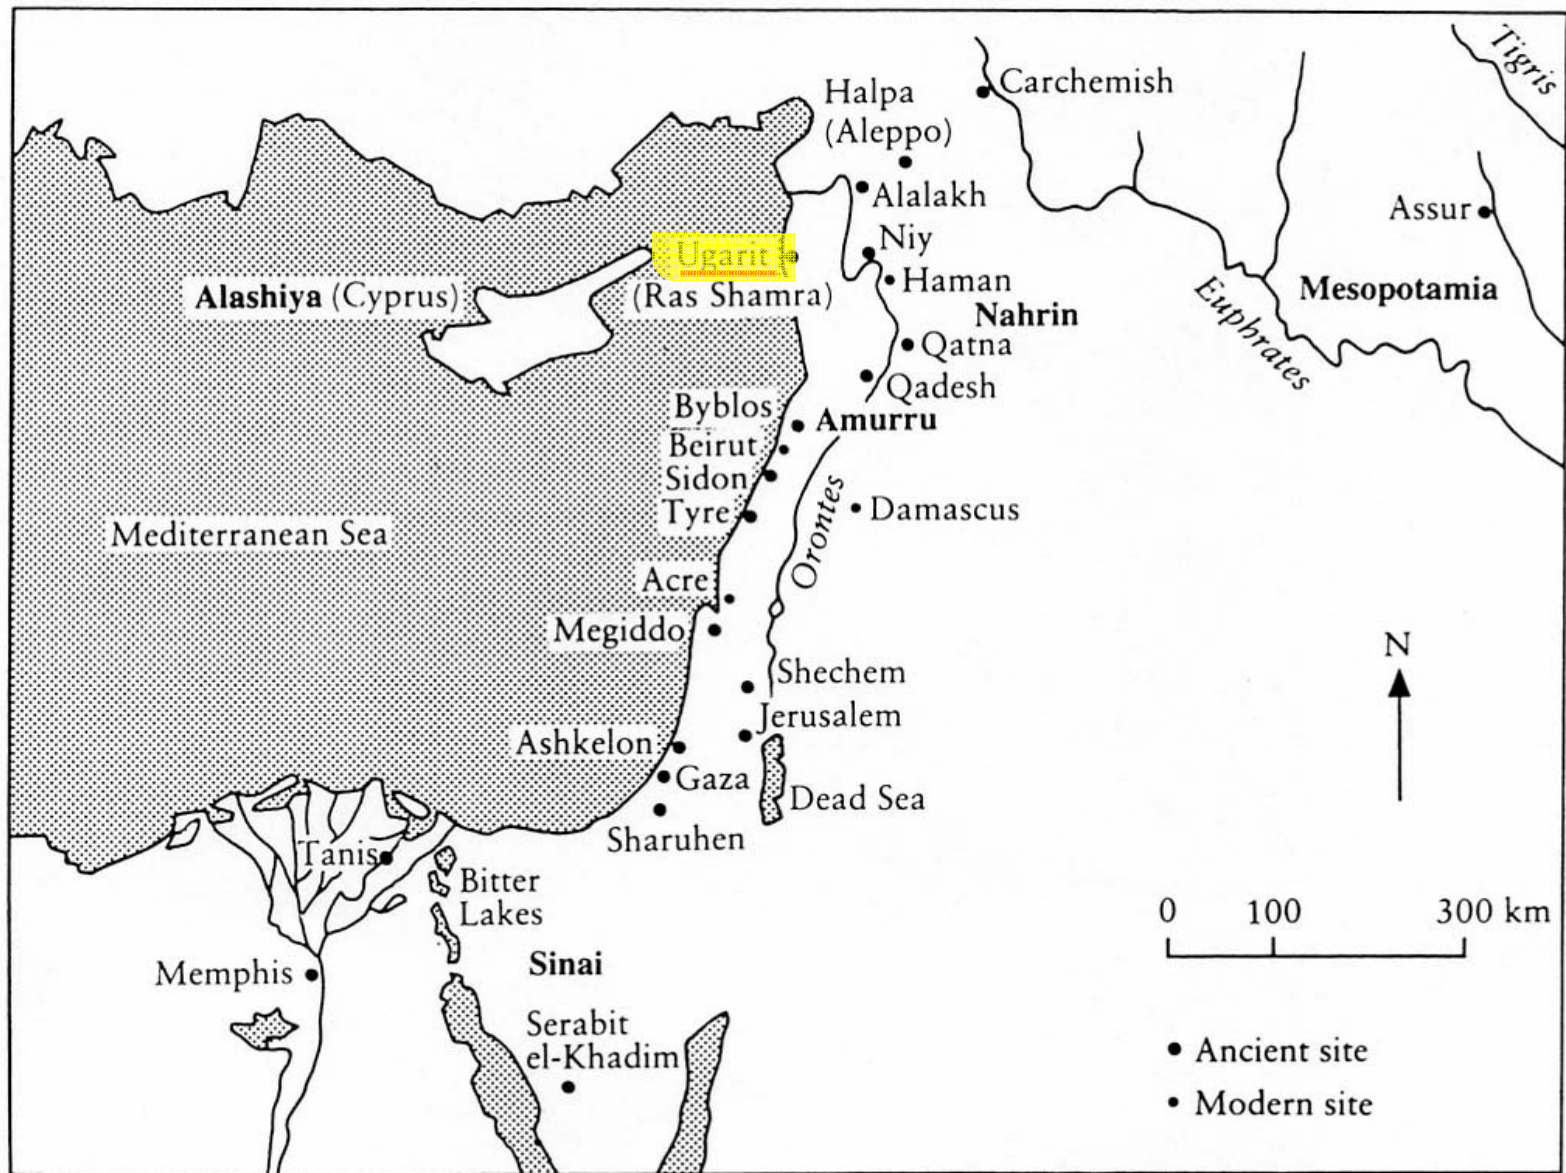 Tigris
Carchemish
Halpa
(Aleppo)
Alalakh
Assur
Niy
Ugarit
Haman
Alashiya (Cyprus)
(Ras Shamra)
Mesopotamia
Nahrin
Euphrates
Qatna
Qadesh
Byblos
Amurru
Beirut
Sidon
Tyre
Damascus
Orontes
Mediterranean Sea
Acre
Megiddo
N
Shechem
Jerusalem
Ashkelon
Gaza
Dead Sea
Sharuhen
Tanis
Bitter
Lakes
0 100 300 km
Memphis
Sinai
Serabit
el-Khadim
Ancient site
Modern site